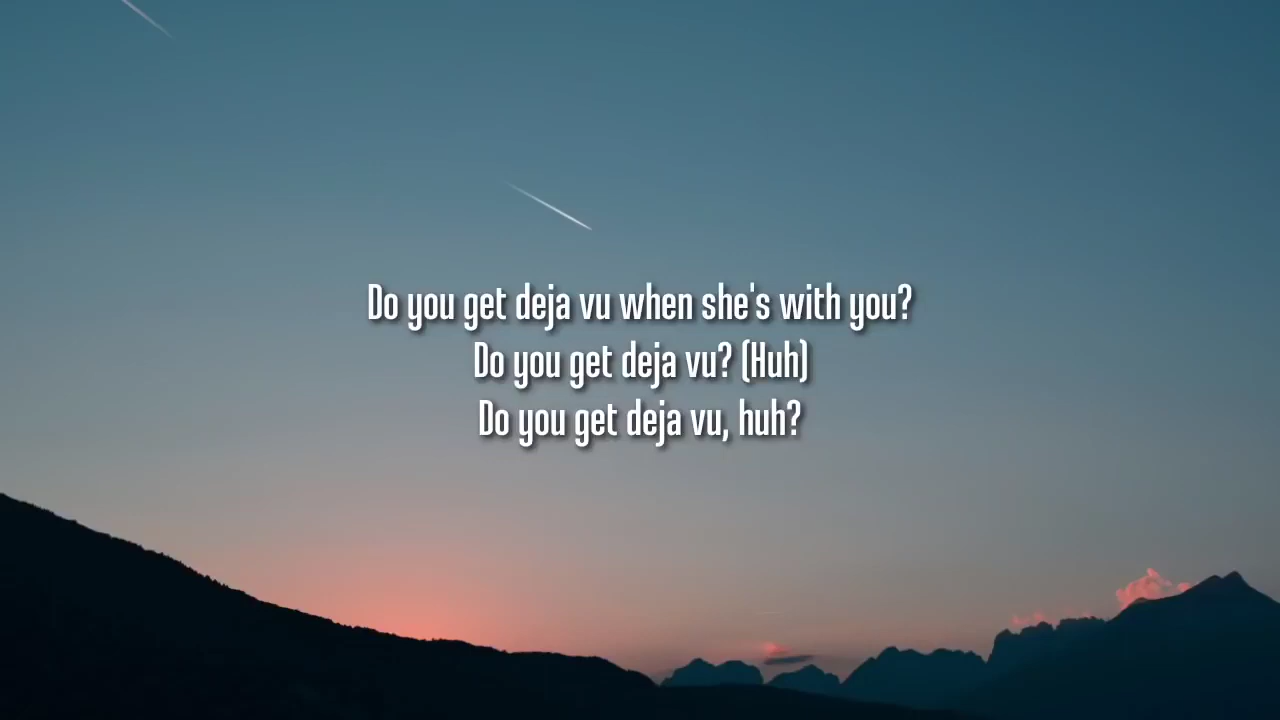 Do you get deja vu when she's with you?
Do you get deja vu? (Huh)
Do you get deja vu, huh?